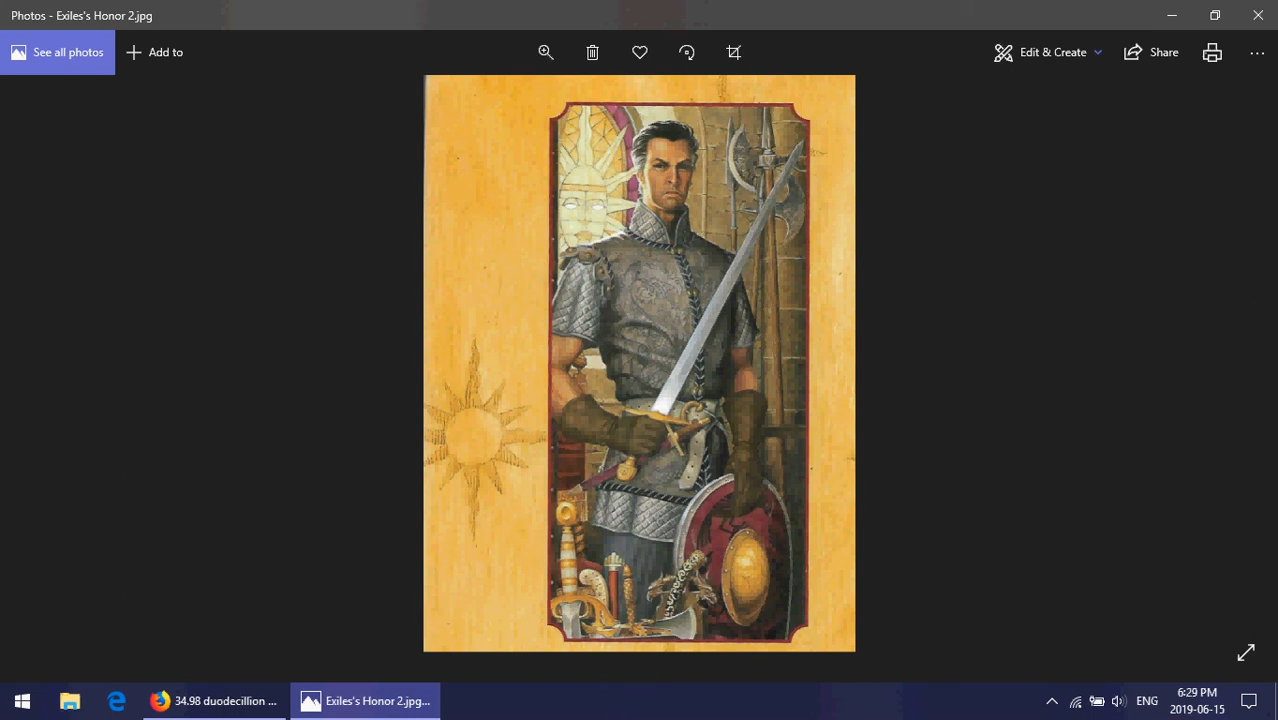 Photos - Exiles's Honor 2.jpg
See all photos
Add to
Edit & Create
Share
34.98 duodecillion ...
Exiles's Honor 2.jpg...
ENG
6:29 PM
2019-06-15